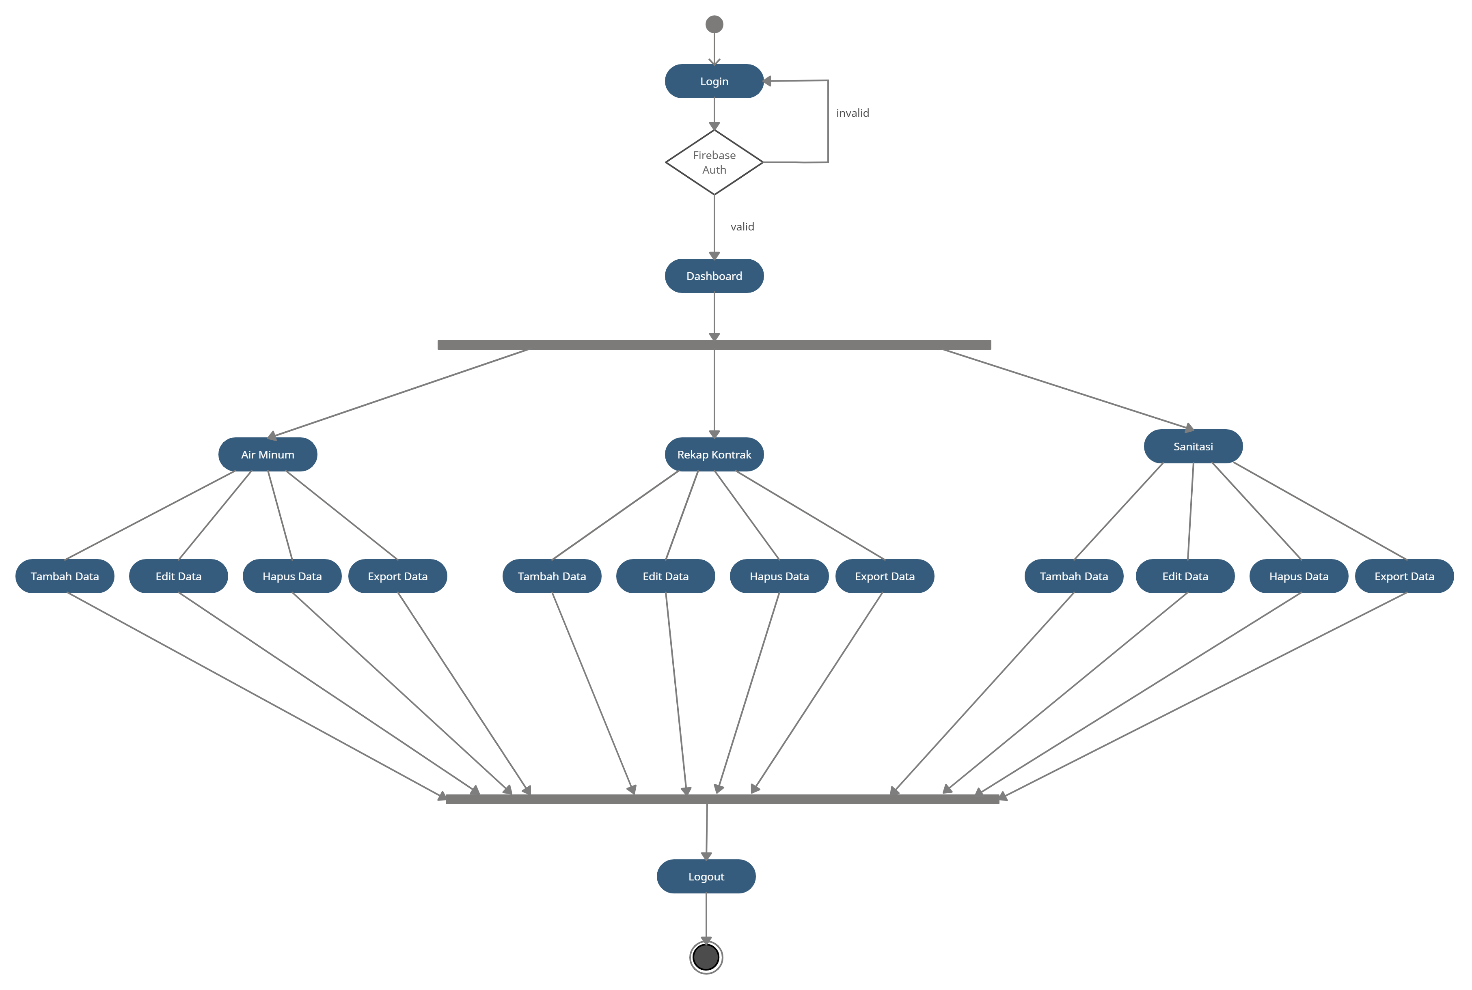 Login
invalid
Firebase
Auth
valid
Dashboard
Air Minum
Rekap Kontrak
Sanitasi
Tambah Data
Edit Data
Hapus Data
Export Data
Tambah Data
Edit Data
Hapus Data
Export Data
Tambah Data
Edit Data
Hapus Data
Export Data
Logout